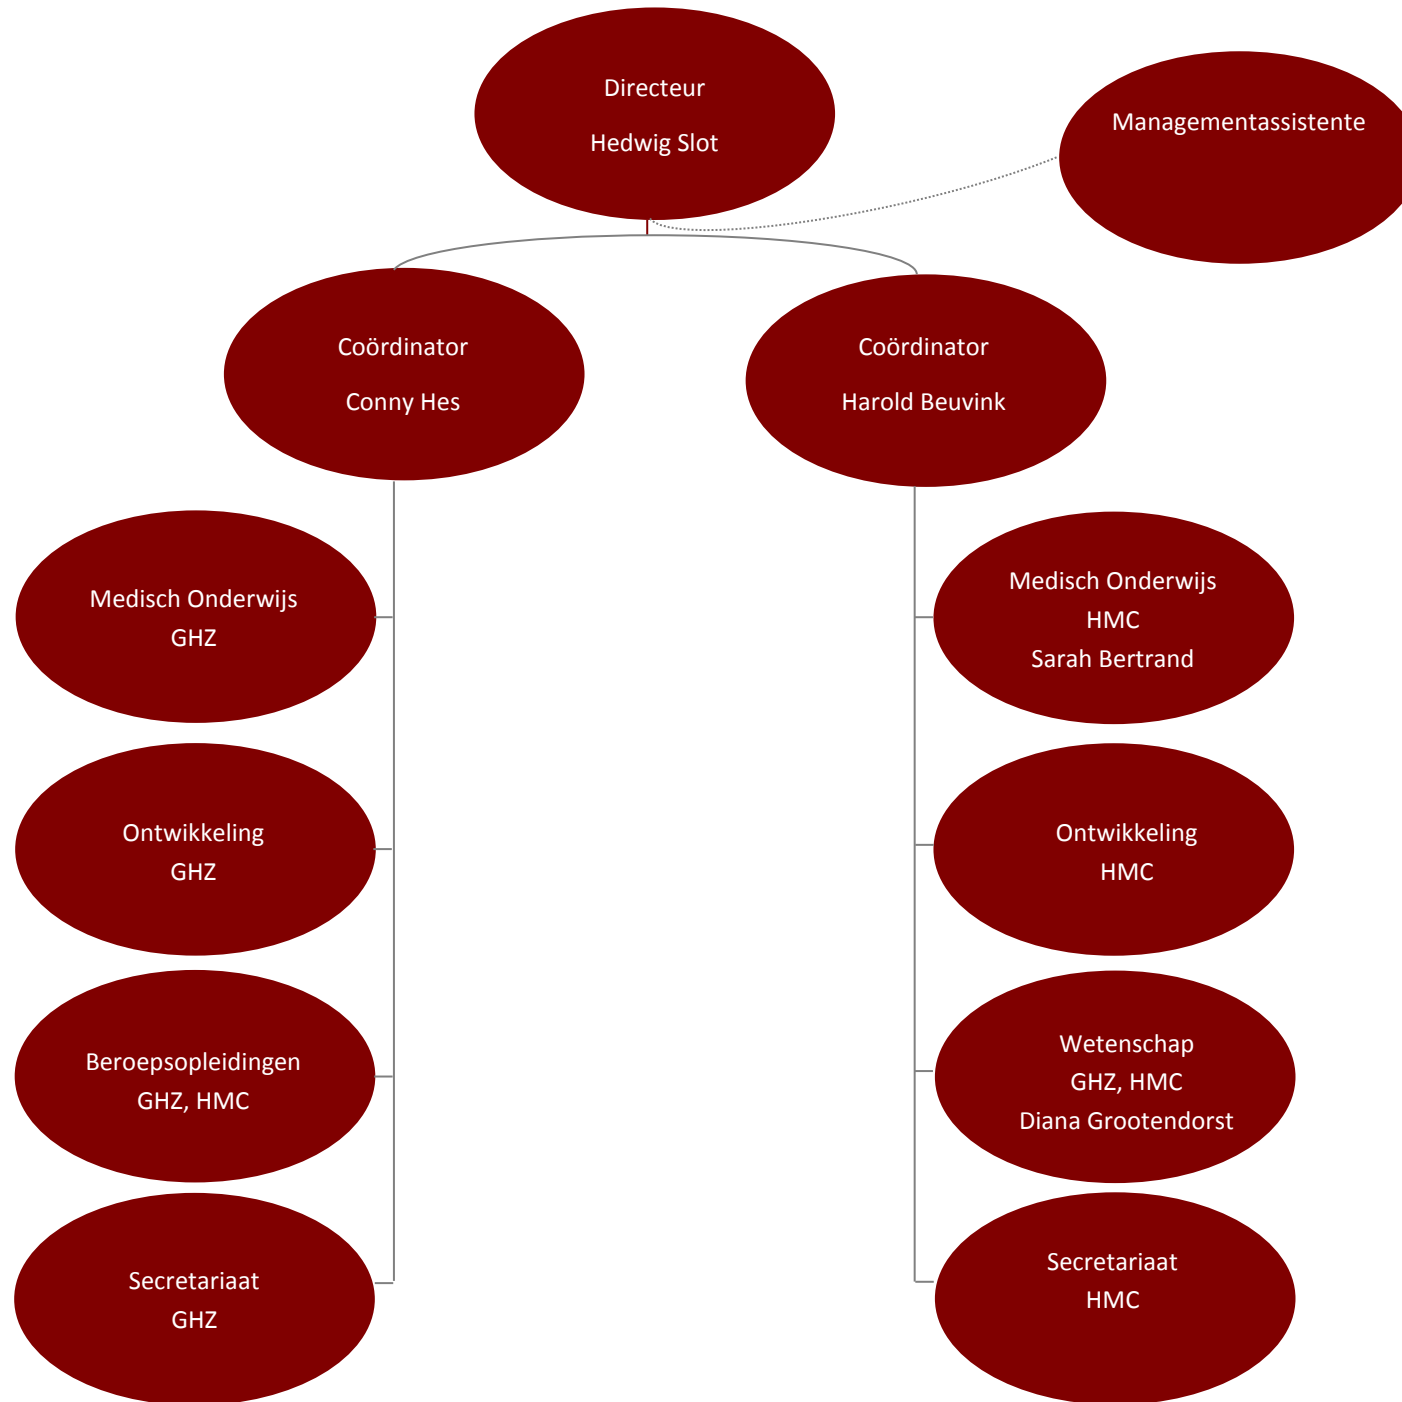 Directeur
Hedwig Slot
Managementassistente
Coördinator
Conny Hes
Coördinator
Harold Beuvink
Medisch Onderwijs
GHZ
Medisch Onderwijs
HMC
Sarah Bertrand
Ontwikkeling
GHZ
Ontwikkeling
HMC
Beroepsopleidingen
GHZ, HMC
Wetenschap
GHZ, HMC
Diana Grootendorst
Secretariaat
GHZ
Secretariaat
HMC